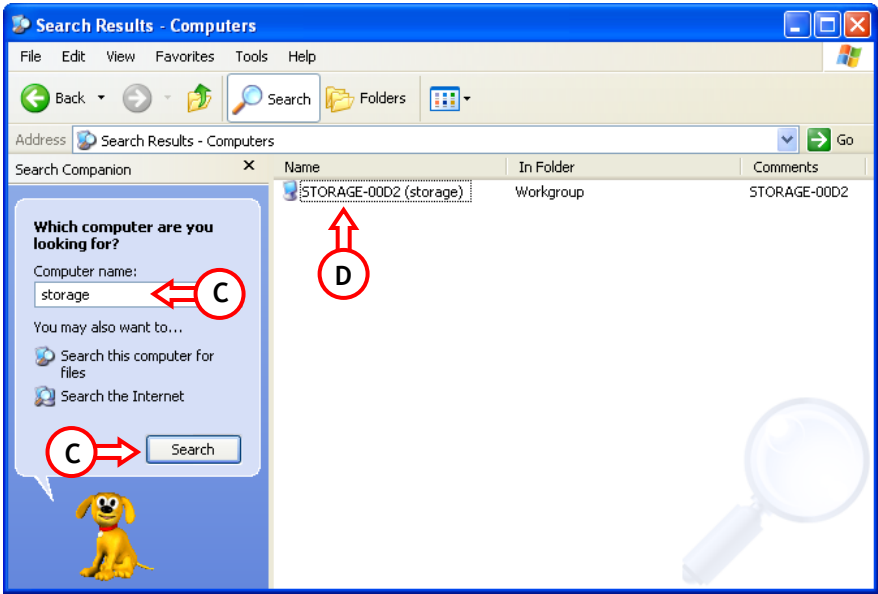 Search Results - Computers
File Edit View Favorites Tools Help
Back Search Folders
Address Search Results - Computers Go
Search Companion
Name In Folder Comments
STORAGE-00D2 (storage) Workgroup STORAGE-00D2
Which computer are you
looking for?
Computer name:
storage
C
D
You may also want to...
Search this computer for
files
Search the Internet
C
Search